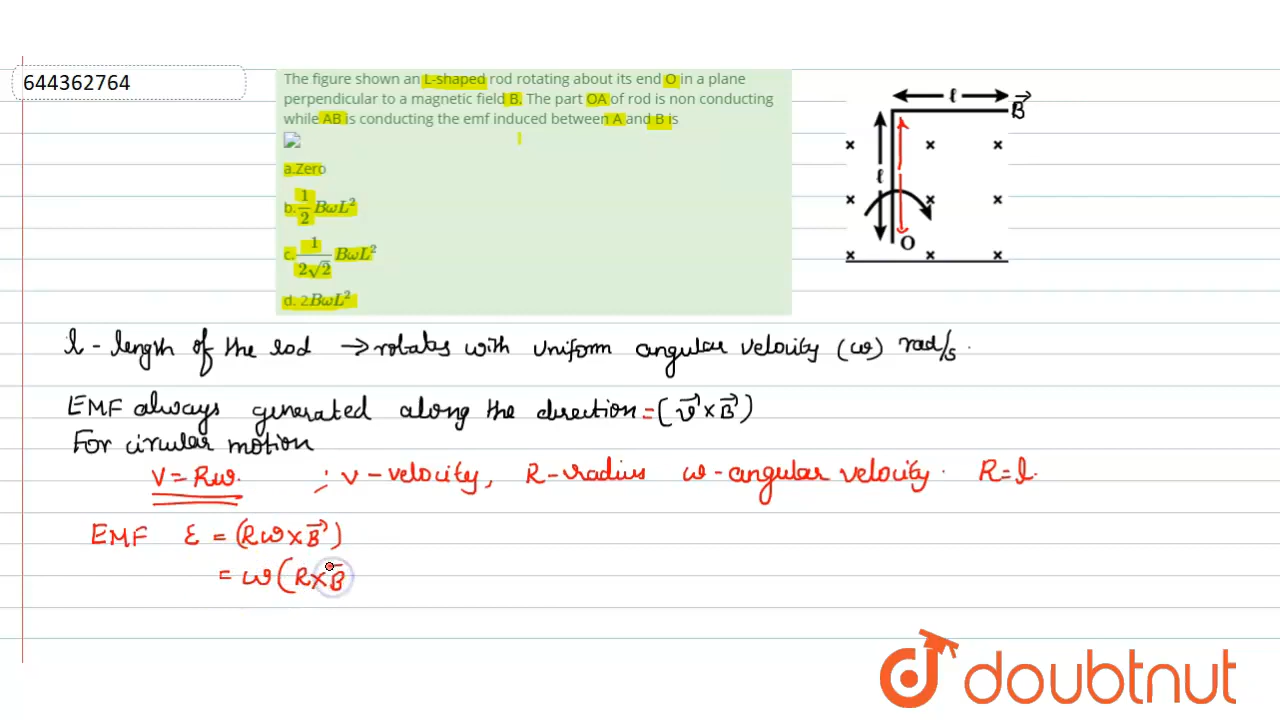 644362764
The figure shown an L-shaped rod rotating about its end O in a plane
perpendicular to a magnetic field B. The part OA of rod is non conducting
while AB is conducting the emf induced between A and B is
a.Zero
b. 1/2 BωL²
c. 1/(2√2) BωL²
d. 2BωL²
ℓ
B⃗
× × ×
ℓ
× × ×
O
× × ×
l - length of the rod → rotates with uniform angular velocity (ω) rad/s.
EMF always generated along the direction = (v⃗ × B⃗)
For circular motion
V = Rω. ; v - velocity, R - radius ω - angular velocity. R = l.
EMF ε = (Rω × B⃗)
= ω (R × B̄
doubtnut